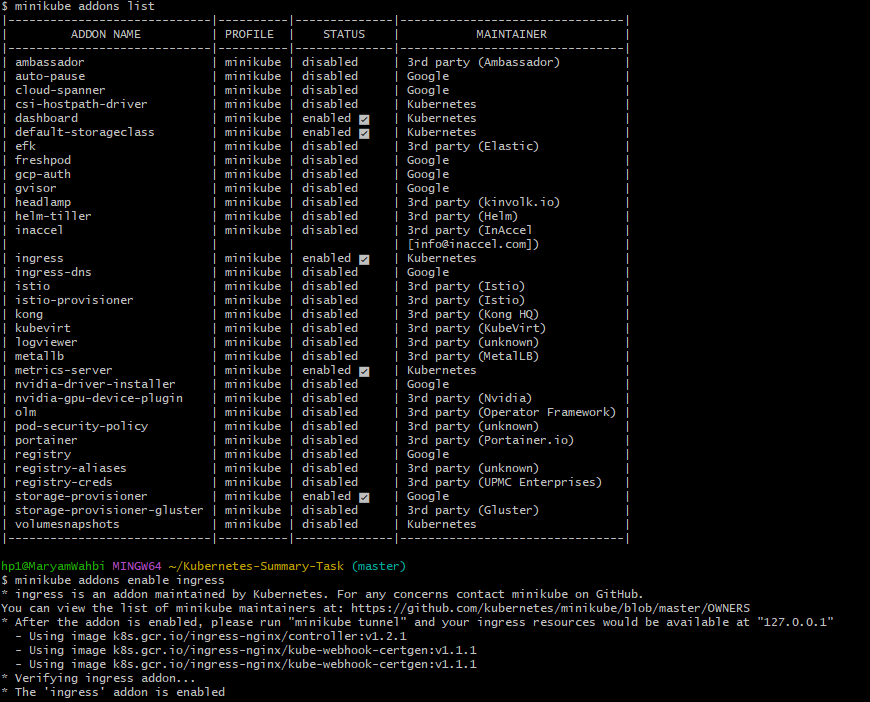 $ minikube addons list
|-----------------------------|----------|--------------|--------------------------------|
|         ADDON NAME          | PROFILE  |    STATUS    |           MAINTAINER           |
|-----------------------------|----------|--------------|--------------------------------|
| ambassador                  | minikube | disabled     | 3rd party (Ambassador)         |
| auto-pause                  | minikube | disabled     | Google                         |
| cloud-spanner               | minikube | disabled     | Google                         |
| csi-hostpath-driver         | minikube | disabled     | Kubernetes                     |
| dashboard                   | minikube | enabled ✅   | Kubernetes                     |
| default-storageclass        | minikube | enabled ✅   | Kubernetes                     |
| efk                         | minikube | disabled     | 3rd party (Elastic)            |
| freshpod                    | minikube | disabled     | Google                         |
| gcp-auth                    | minikube | disabled     | Google                         |
| gvisor                      | minikube | disabled     | Google                         |
| headlamp                    | minikube | disabled     | 3rd party (kinvolk.io)         |
| helm-tiller                 | minikube | disabled     | 3rd party (Helm)               |
| inaccel                     | minikube | disabled     | 3rd party (InAccel             |
|                             |          |              | [info@inaccel.com])            |
| ingress                     | minikube | enabled ✅   | Kubernetes                     |
| ingress-dns                 | minikube | disabled     | Google                         |
| istio                       | minikube | disabled     | 3rd party (Istio)              |
| istio-provisioner           | minikube | disabled     | 3rd party (Istio)              |
| kong                        | minikube | disabled     | 3rd party (Kong HQ)            |
| kubevirt                    | minikube | disabled     | 3rd party (KubeVirt)           |
| logviewer                   | minikube | disabled     | 3rd party (unknown)            |
| metallb                     | minikube | disabled     | 3rd party (MetalLB)            |
| metrics-server              | minikube | enabled ✅   | Kubernetes                     |
| nvidia-driver-installer     | minikube | disabled     | Google                         |
| nvidia-gpu-device-plugin    | minikube | disabled     | 3rd party (Nvidia)             |
| olm                         | minikube | disabled     | 3rd party (Operator Framework) |
| pod-security-policy         | minikube | disabled     | 3rd party (unknown)            |
| portainer                   | minikube | disabled     | 3rd party (Portainer.io)       |
| registry                    | minikube | disabled     | Google                         |
| registry-aliases            | minikube | disabled     | 3rd party (unknown)            |
| registry-creds              | minikube | disabled     | 3rd party (UPMC Enterprises)   |
| storage-provisioner         | minikube | enabled ✅   | Google                         |
| storage-provisioner-gluster | minikube | disabled     | 3rd party (Gluster)            |
| volumesnapshots             | minikube | disabled     | Kubernetes                     |
|-----------------------------|----------|--------------|--------------------------------|
hp1@MaryamWahbi MINGW64 ~/Kubernetes-Summary-Task (master)
$ minikube addons enable ingress
* ingress is an addon maintained by Kubernetes. For any concerns contact minikube on GitHub.
You can view the list of minikube maintainers at: https://github.com/kubernetes/minikube/blob/master/OWNERS
* After the addon is enabled, please run "minikube tunnel" and your ingress resources would be available at "127.0.0.1"
  - Using image k8s.gcr.io/ingress-nginx/controller:v1.2.1
  - Using image k8s.gcr.io/ingress-nginx/kube-webhook-certgen:v1.1.1
  - Using image k8s.gcr.io/ingress-nginx/kube-webhook-certgen:v1.1.1
* Verifying ingress addon...
* The 'ingress' addon is enabled